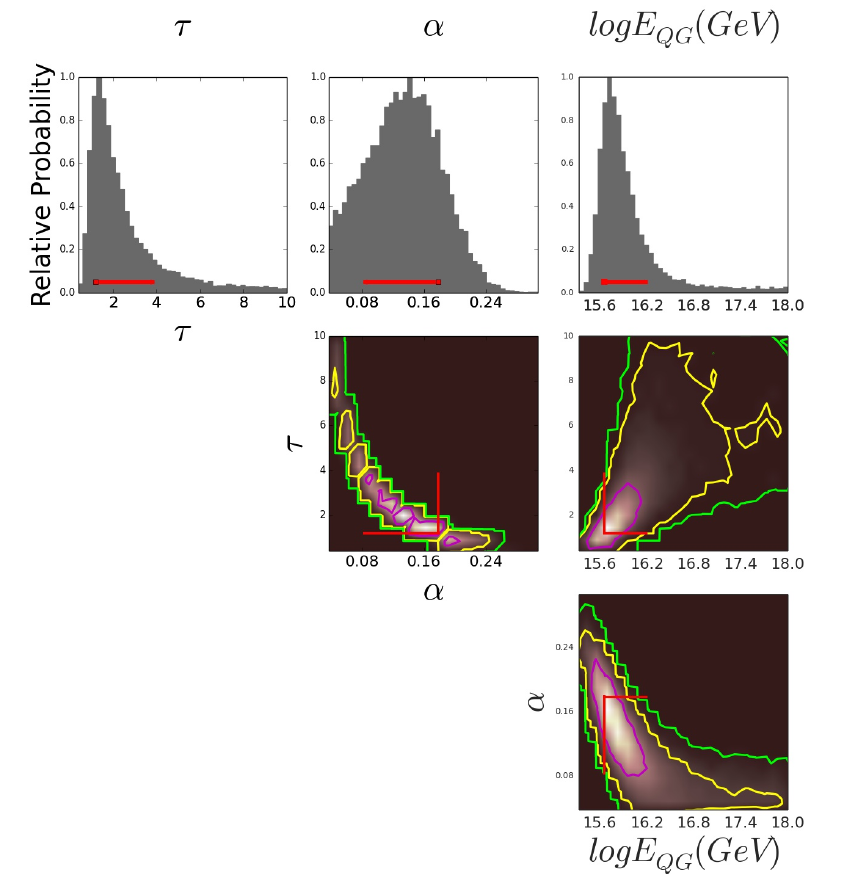 τ α logE_QG(GeV)
Relative Probability
1.0 1.0 1.0
0.8 0.8 0.8
0.6 0.6 0.6
0.4 0.4 0.4
0.2 0.2 0.2
0.0 0.0 0.0
2 4 6 8 10 0.08 0.16 0.24 15.6 16.2 16.8 17.4 18.0
τ
10 10
8 8
6 6
τ
4 4
2 2
0.08 0.16 0.24 15.6 16.2 16.8 17.4 18.0
α
0.24
α
0.16
0.08
15.6 16.2 16.8 17.4 18.0
logE_QG(GeV)